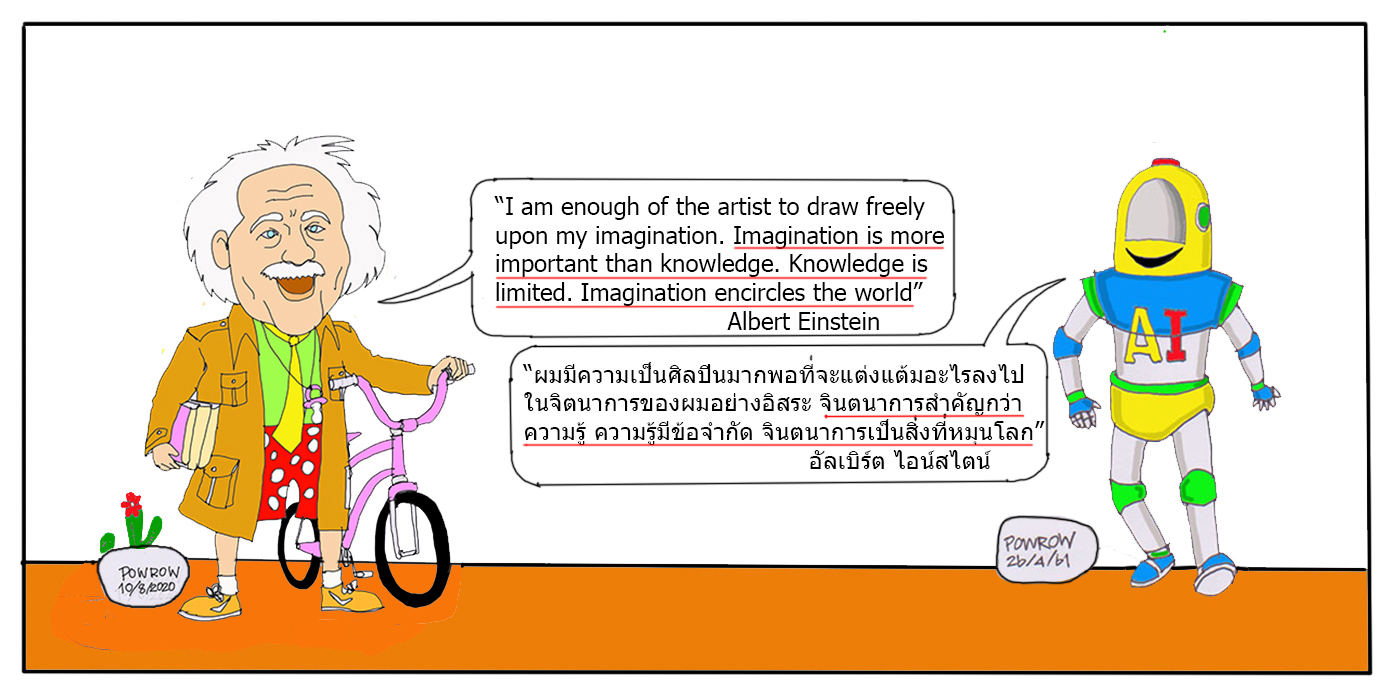 “I am enough of the artist to draw freely
upon my imagination. Imagination is more
important than knowledge. Knowledge is
limited. Imagination encircles the world”
Albert Einstein
“ผมมีความเป็นศิลปินมากพอที่จะแต่งแต้มอะไรลงไป
ในจิตนาการของผมอย่างอิสระ จินตนาการสำคัญกว่า
ความรู้ ความรู้มีข้อจำกัด จินตนาการเป็นสิ่งที่หมุนโลก”
อัลเบิร์ต ไอน์สไตน์
AI
POWROW
19/8/2020
POWROW
26/4/61